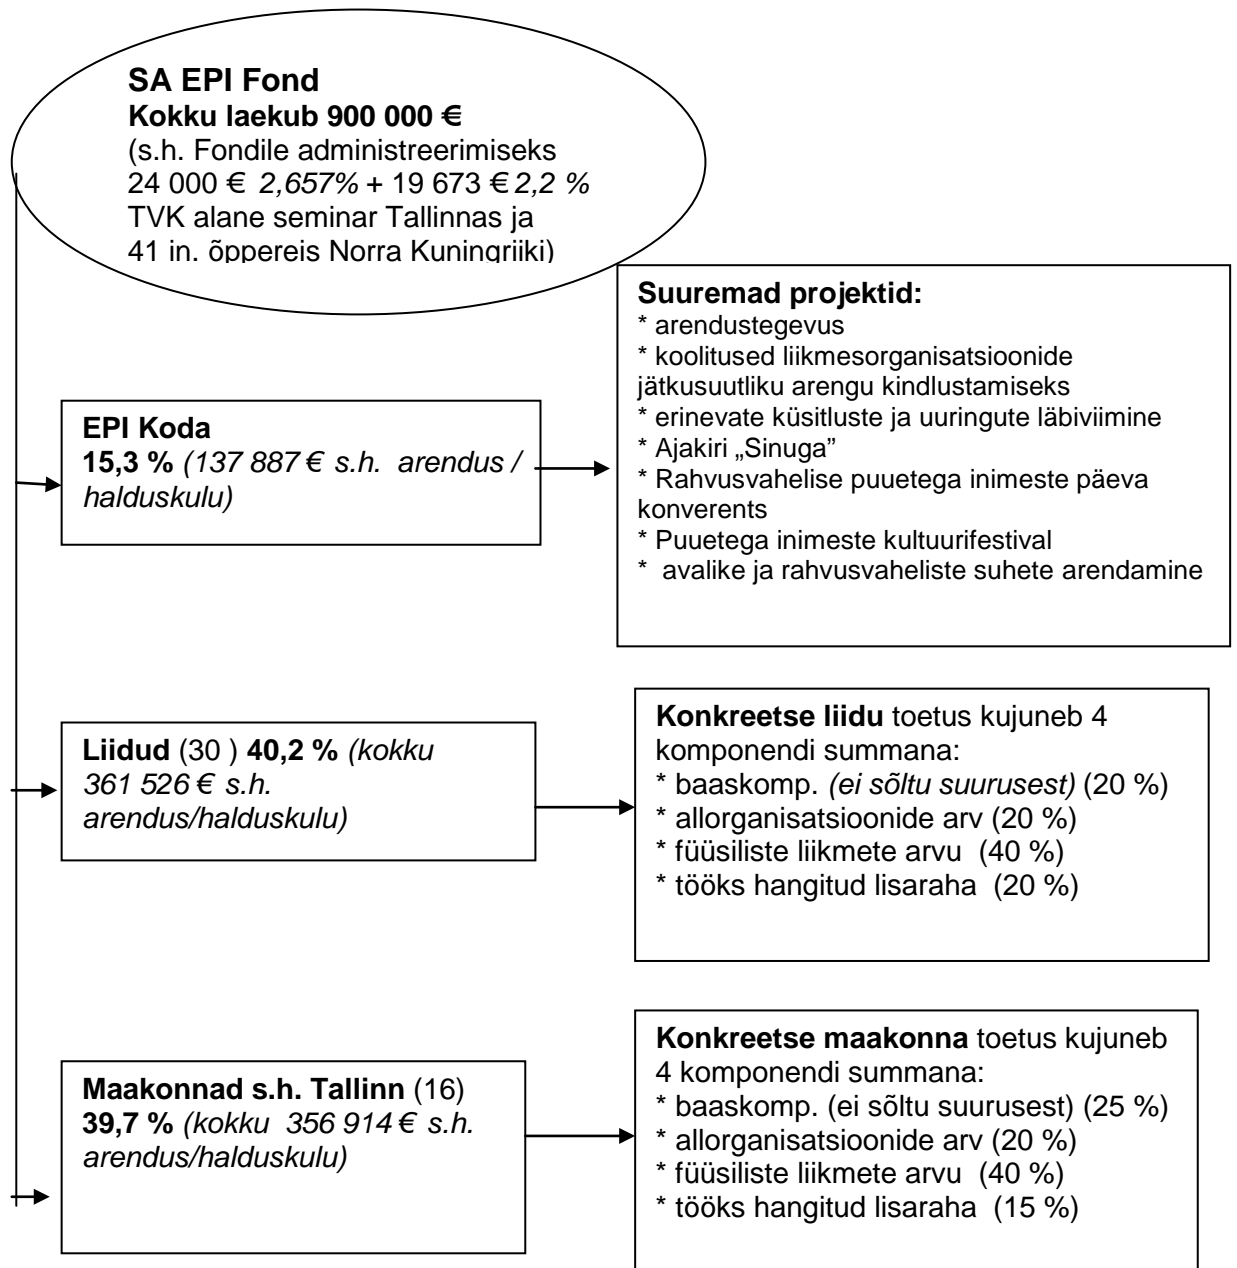 SA EPI Fond
Kokku laekub 900 000 €
(s.h. Fondile administreerimiseks
24 000 € 2,657% + 19 673 € 2,2 %
TVK alane seminar Tallinnas ja
41 in. õppereis Norra Kuningriiki)
Suuremad projektid:
* arendustegevus
* koolitused liikmesorganisatsioonide
jätkusuutliku arengu kindlustamiseks
* erinevate küsitluste ja uuringute läbiviimine
* Ajakiri „Sinuga”
* Rahvusvahelise puuetega inimeste päeva
konverents
* Puuetega inimeste kultuurifestival
* avalike ja rahvusvaheliste suhete arendamine
EPI Koda
15,3 % (137 887 € s.h. arendus /
halduskulu)
Liidud (30 ) 40,2 % (kokku
361 526 € s.h.
arendus/halduskulu)
Konkreetse liidu toetus kujuneb 4
komponendi summana:
* baaskomp. (ei sõltu suurusest) (20 %)
* allorganisatsioonide arv (20 %)
* füüsiliste liikmete arvu (40 %)
* tööks hangitud lisaraha (20 %)
Maakonnad s.h. Tallinn (16)
39,7 % (kokku 356 914 € s.h.
arendus/halduskulu)
Konkreetse maakonna toetus kujuneb
4 komponendi summana:
* baaskomp. (ei sõltu suurusest) (25 %)
* allorganisatsioonide arv (20 %)
* füüsiliste liikmete arvu (40 %)
* tööks hangitud lisaraha (15 %)